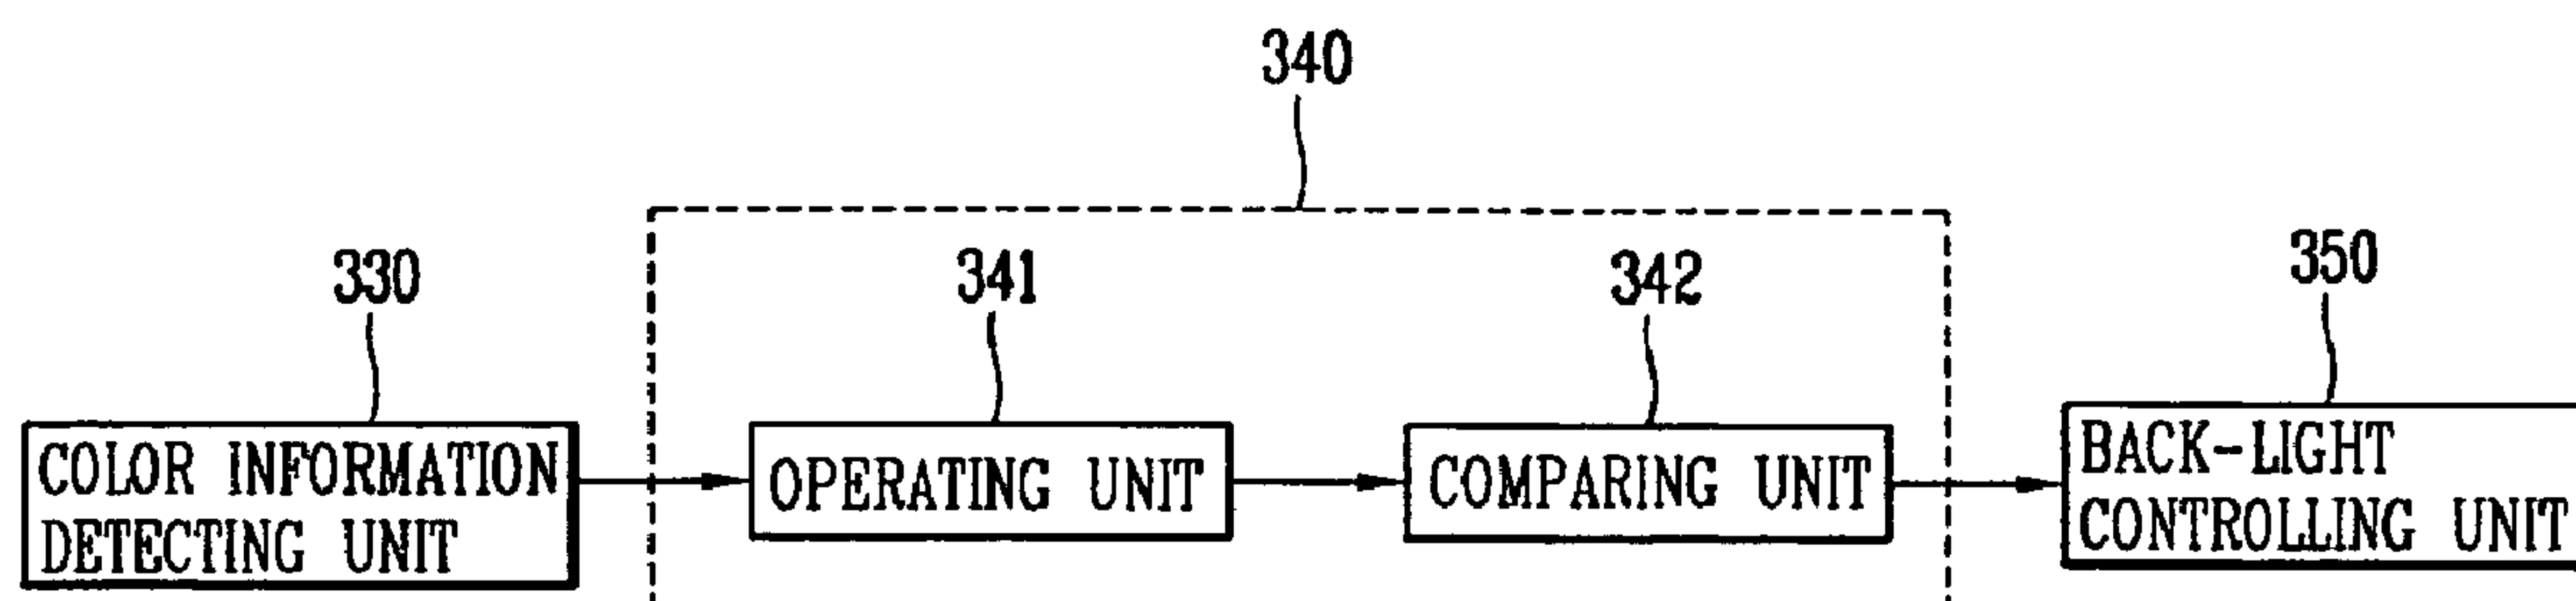 340
330
341
342
350
COLOR INFORMATION
DETECTING UNIT
OPERATING UNIT
COMPARING UNIT
BACK-LIGHT
CONTROLLING UNIT